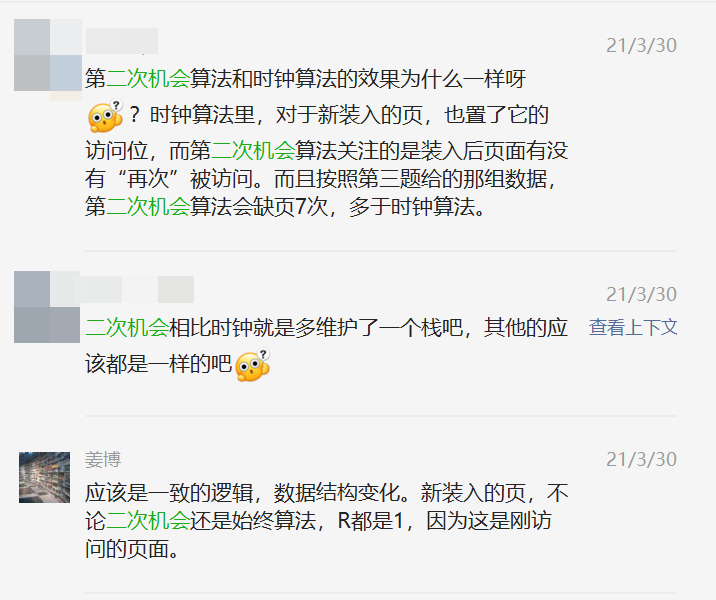 21/3/30
第二次机会算法和时钟算法的效果为什么一样呀
？时钟算法里，对于新装入的页，也置了它的
访问位，而第二次机会算法关注的是装入后页面有没
有“再次”被访问。而且按照第三题给的那组数据，
第二次机会算法会缺页7次，多于时钟算法。
21/3/30
二次机会相比时钟就是多维护了一个栈吧，其他的应
该都是一样的吧
查看上下文
姜博
21/3/30
应该是一致的逻辑，数据结构变化。新装入的页，不
论二次机会还是始终算法，R都是1，因为这是刚访
问的页面。